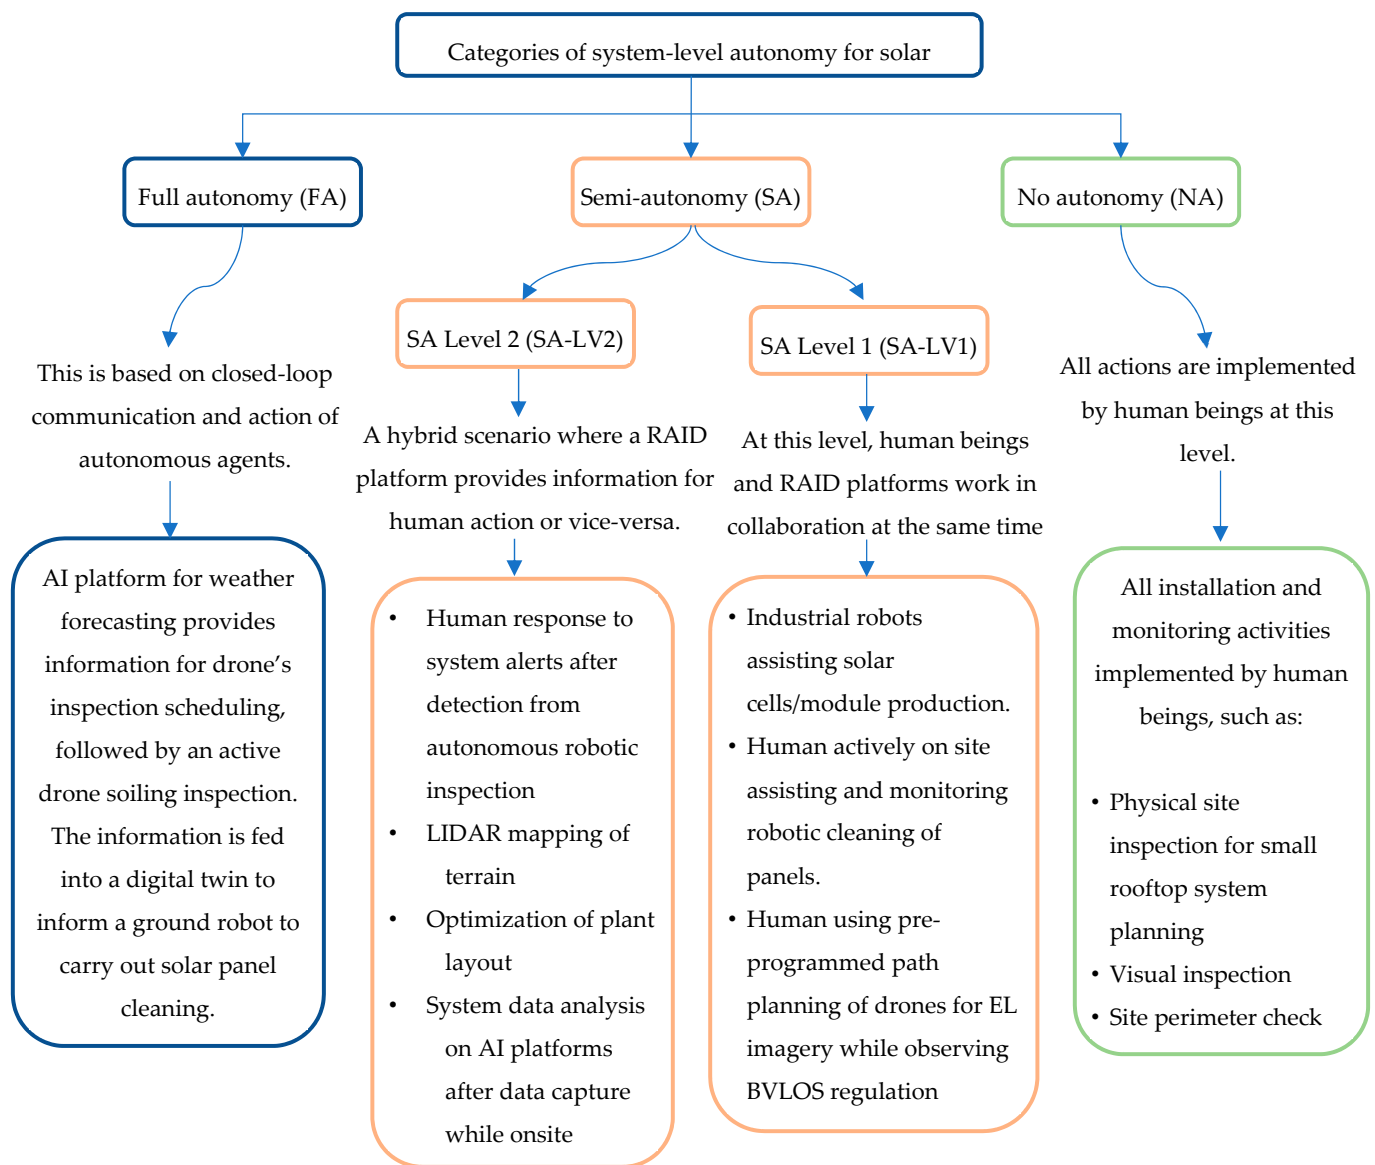 Categories of system-level autonomy for solar
Full autonomy (FA)
Semi-autonomy (SA)
No autonomy (NA)
SA Level 2 (SA-LV2)
SA Level 1 (SA-LV1)
This is based on closed-loop
communication and action of
autonomous agents.
A hybrid scenario where a RAID
platform provides information for
human action or vice-versa.
At this level, human beings
and RAID platforms work in
collaboration at the same time
All actions are implemented
by human beings at this
level.
AI platform for weather
forecasting provides
information for drone’s
inspection scheduling,
followed by an active
drone soiling inspection.
The information is fed
into a digital twin to
inform a ground robot to
carry out solar panel
cleaning.
• Human response to
system alerts after
detection from
autonomous robotic
inspection
• LIDAR mapping of
terrain
• Optimization of plant
layout
• System data analysis
on AI platforms
after data capture
while onsite
• Industrial robots
assisting solar
cells/module production.
• Human actively on site
assisting and monitoring
robotic cleaning of
panels.
• Human using pre-
programmed path
planning of drones for EL
imagery while observing
BVLOS regulation
All installation and
monitoring activities
implemented by human
beings, such as:
• Physical site
inspection for small
rooftop system
planning
• Visual inspection
• Site perimeter check